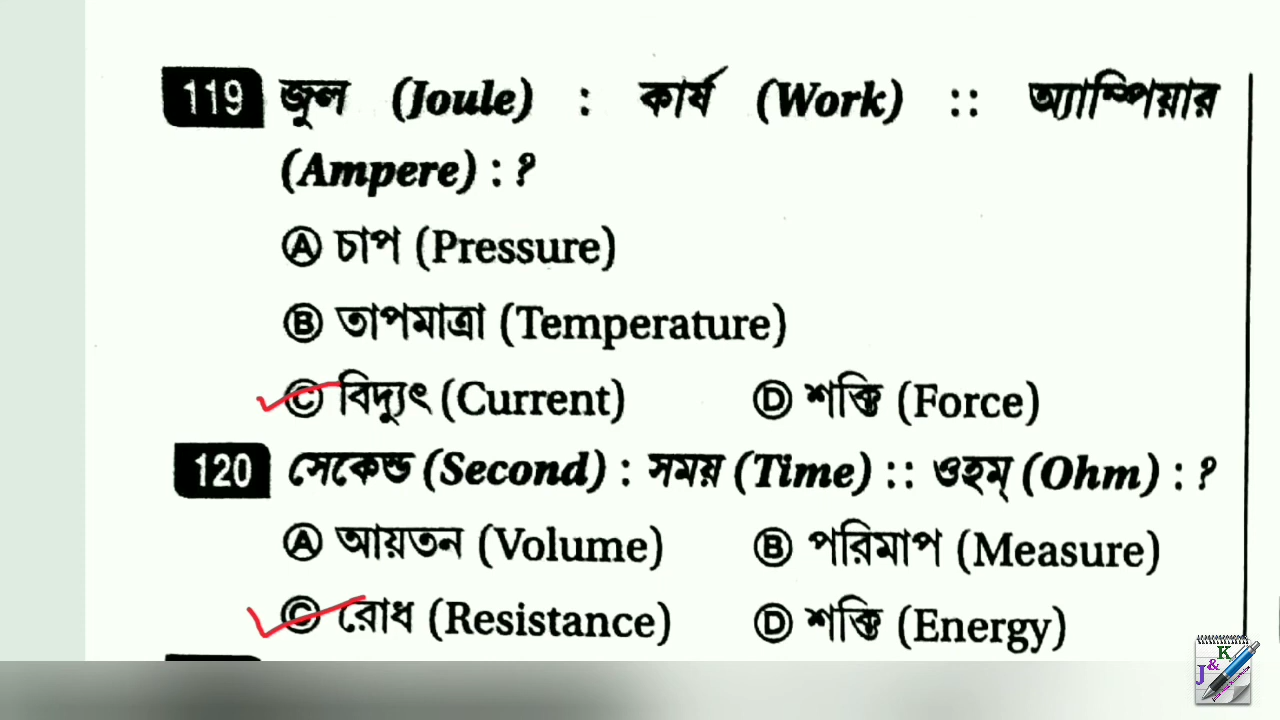 119 জুল (Joule) : কার্য (Work) :: অ্যাম্পিয়ার
(Ampere) : ?
Ⓐ চাপ (Pressure)
Ⓑ তাপমাত্রা (Temperature)
Ⓒ বিদ্যুৎ (Current) Ⓓ শক্তি (Force)
120 সেকেন্ড (Second) : সময় (Time) :: ওহম্ (Ohm) : ?
Ⓐ আয়তন (Volume) Ⓑ পরিমাপ (Measure)
Ⓒ রোধ (Resistance) Ⓓ শক্তি (Energy)
J & K